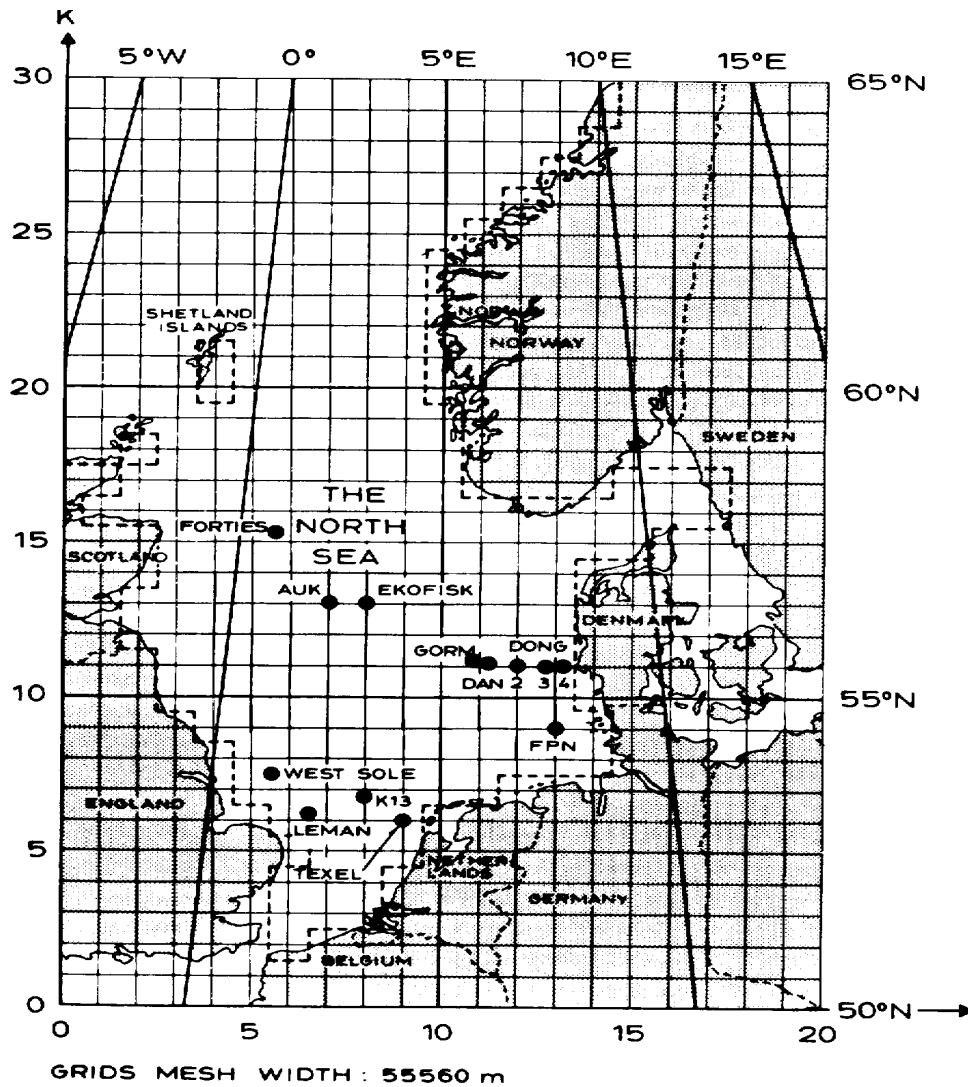 K
5°W 0° 5°E 10°E 15°E
30 65°N
25
SHETLAND
ISLANDS
NORWAY
20 60°N
SWEDEN
THE
NORTH
SEA
FORTIES
15
SCOTLAND
AUK EKOFISK
DENMARK
GORM DONG
DAN 2 3 4
10 55°N
FPN
WEST SOLE
K13
ENGLAND
LEMAN
5
TEXEL
NETHER
LANDS
GERMANY
BELGIUM
0 50°N
0 5 10 15 20
GRIDS MESH WIDTH : 55560 m